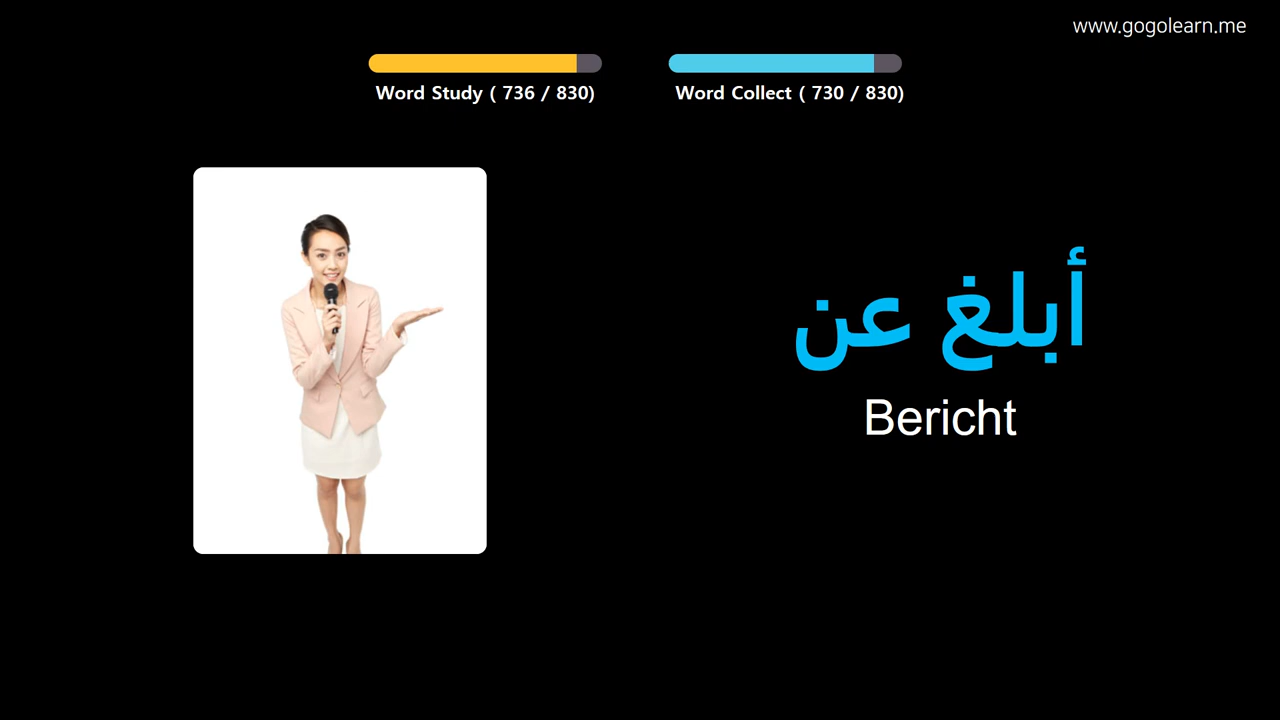 www.gogolearn.me
Word Study ( 736 / 830)
Word Collect ( 730 / 830)
أبلغ عن
Bericht